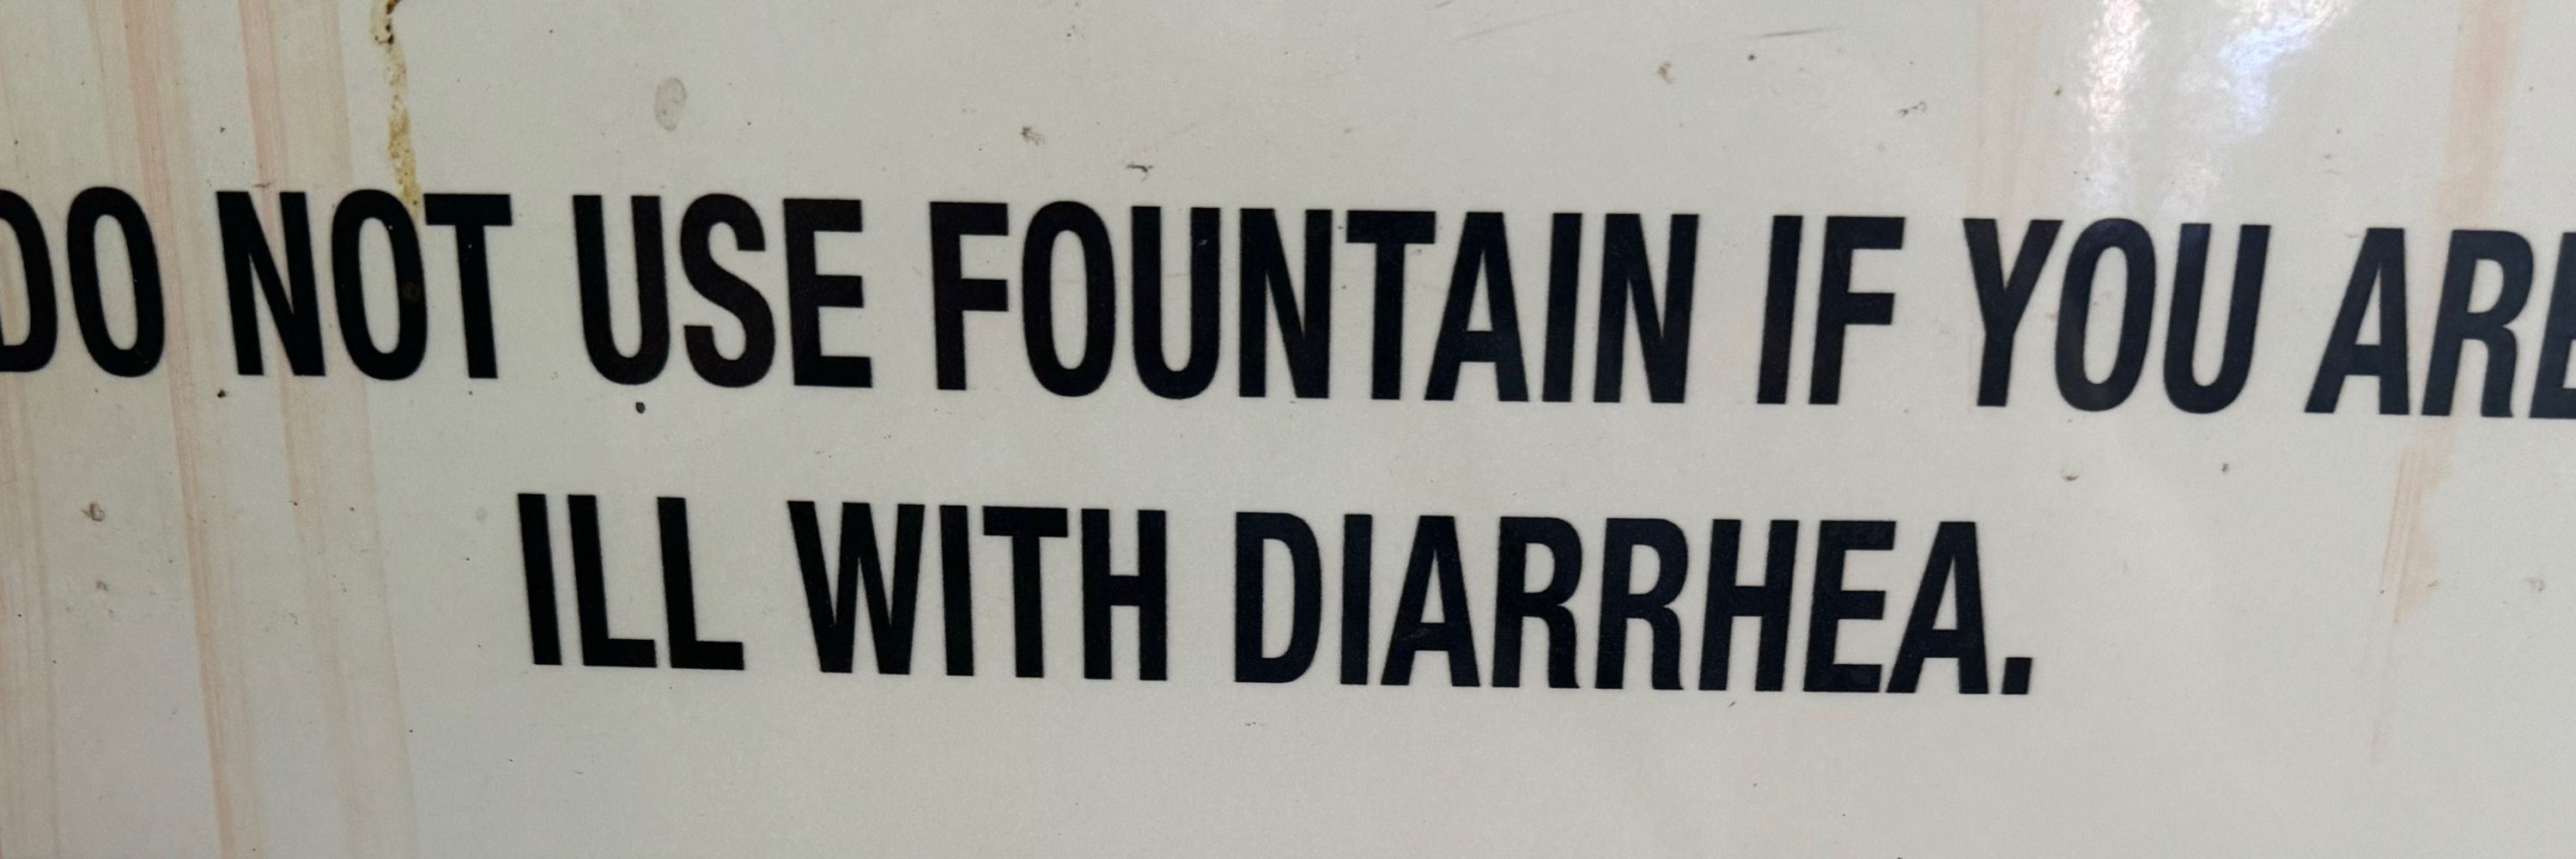 DO NOT USE FOUNTAIN IF YOU ARE
ILL WITH DIARRHEA.